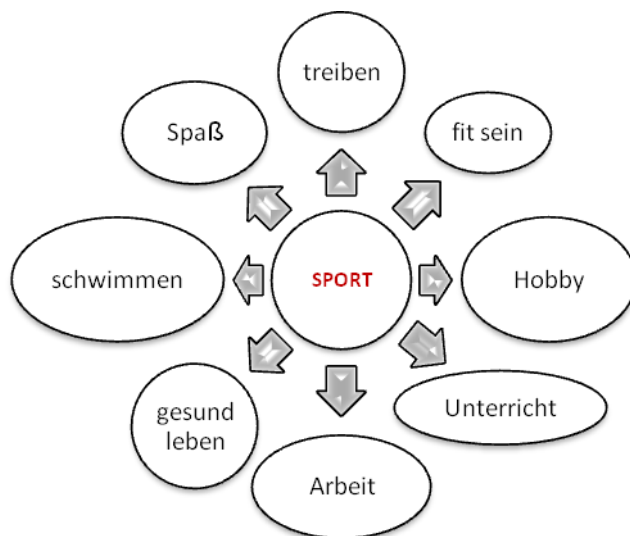 treiben
Spaß
fit sein
schwimmen
SPORT
Hobby
gesund
leben
Unterricht
Arbeit